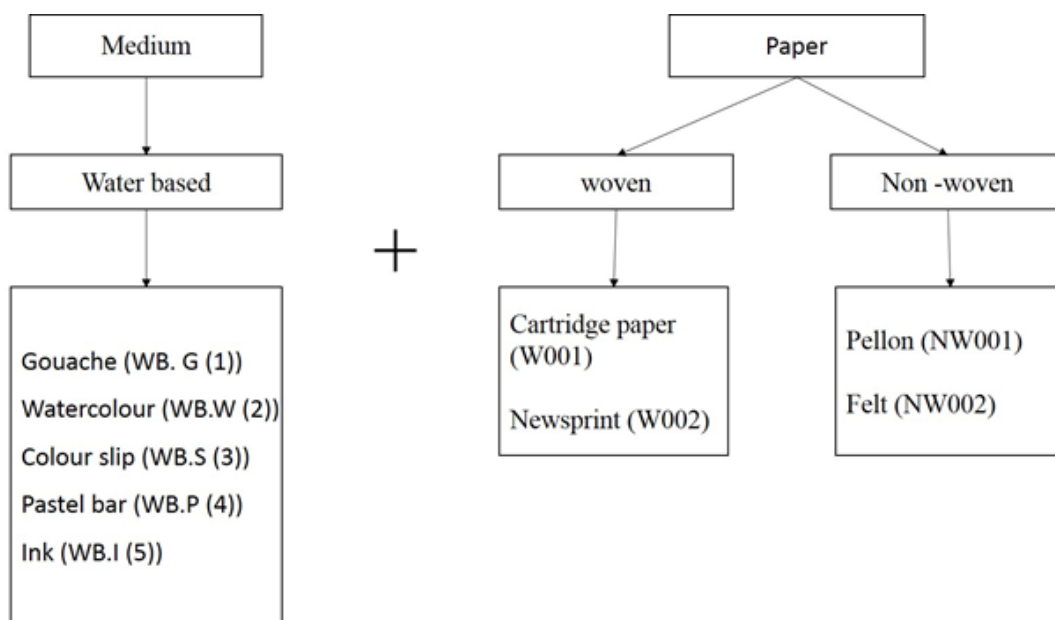 Medium
Paper
Water based
woven
Non -woven
+
Gouache (WB. G (1))
Watercolour (WB.W (2))
Colour slip (WB.S (3))
Pastel bar (WB.P (4))
Ink (WB.I (5))
Cartridge paper
(W001)
Newsprint (W002)
Pellon (NW001)
Felt (NW002)